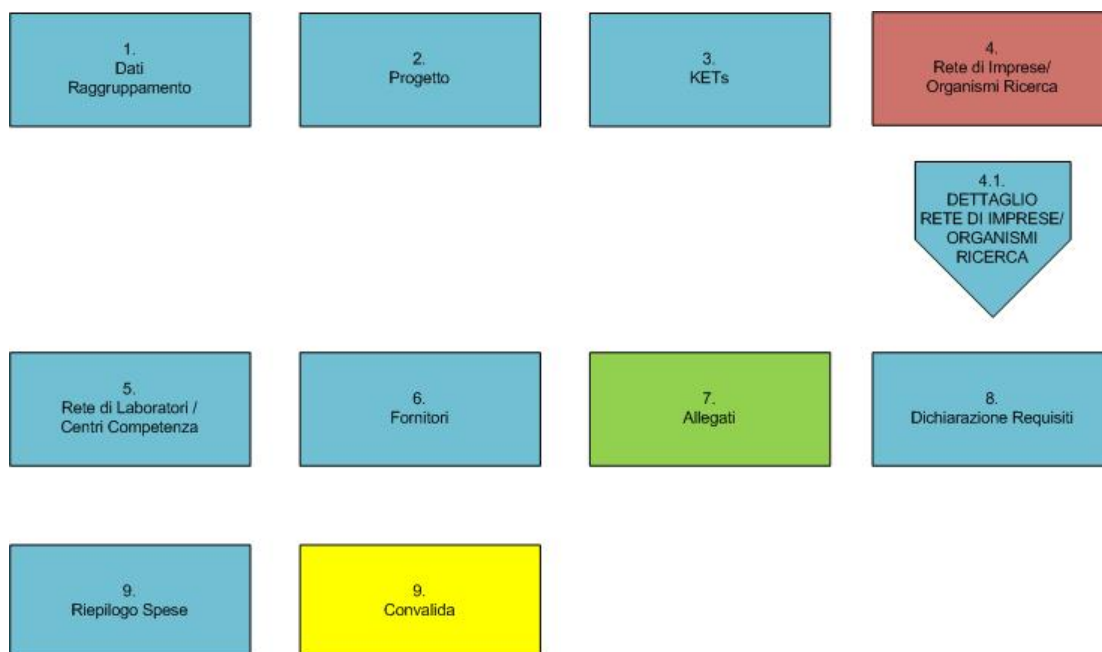 1.
Dati
Raggruppamento
2.
Progetto
3.
KETs
4.
Rete di Imprese/
Organismi Ricerca
4.1.
DETTAGLIO
RETE DI IMPRESE/
ORGANISMI
RICERCA
5.
Rete di Laboratori /
Centri Competenza
6.
Fornitori
7.
Allegati
8.
Dichiarazione Requisiti
9.
Riepilogo Spese
9.
Convalida